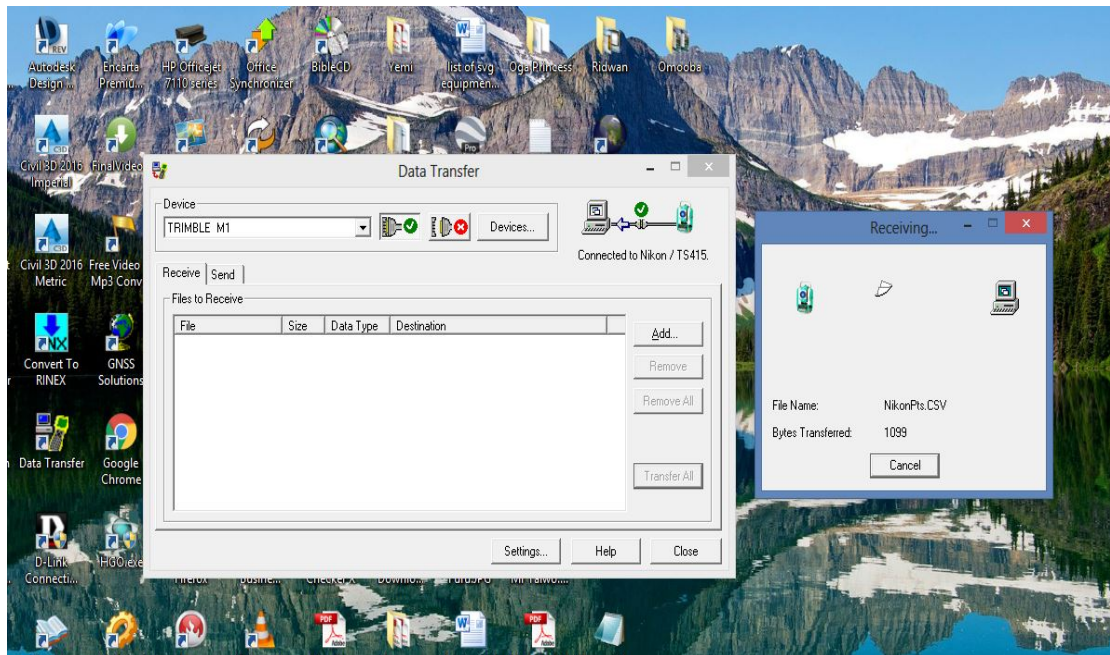 Autodesk Design ...
Encarta Premiu...
HP Officejet 7110 series
Office Synchronizer
BibleCD
Yemi
list of svg equipmen...
Oga Princess
Ridwan
Omooba
Civil 3D 2016 Imperial
FinalVideo
Data Transfer
Device
TRIMBLE M1
Devices...
Connected to Nikon / TS415.
Receive
Send
Files to Receive
File
Size
Data Type
Destination
Add...
Remove
Remove All
Transfer All
Settings...
Help
Close
Receiving...
File Name:
NikonPts.CSV
Bytes Transferred:
1099
Cancel
Civil 3D 2016 Metric
Free Video Mp3 Conv
Convert To RINEX
GNSS Solutions
Data Transfer
Google Chrome
D-Link Connecti...
HGO.exe